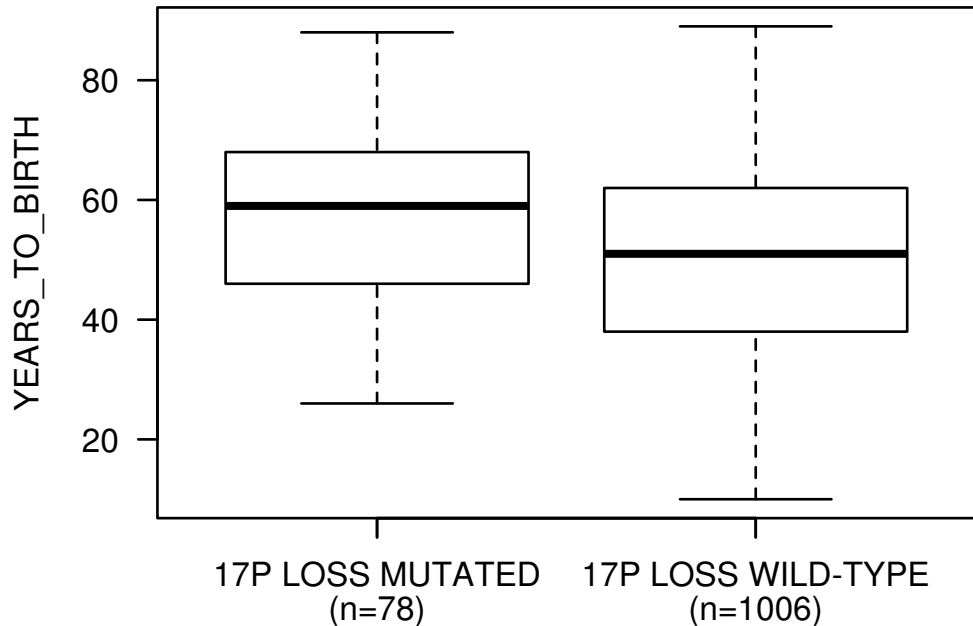 YEARS_TO_BIRTH
80
60
40
20
17P LOSS MUTATED
(n=78)
17P LOSS WILD-TYPE
(n=1006)